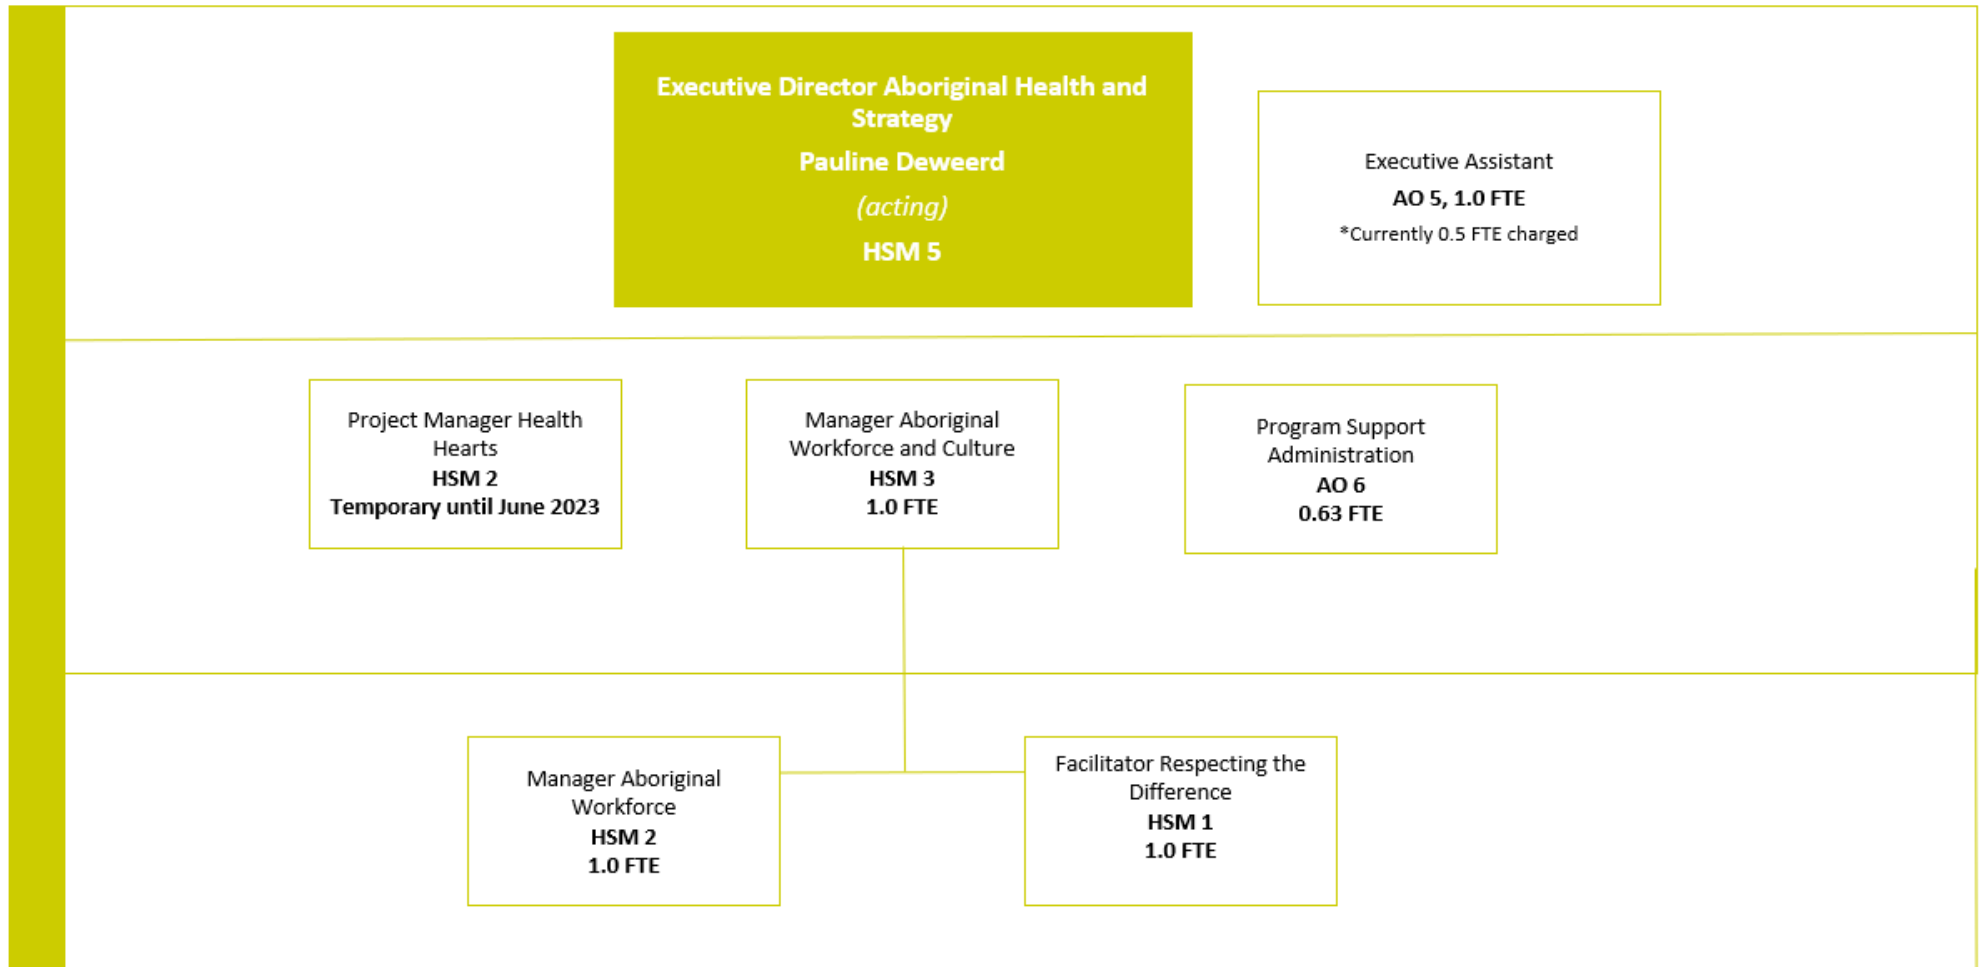 Executive Director Aboriginal Health and
Strategy
Pauline Deweerd
(acting)
HSM 5
Executive Assistant
AO 5, 1.0 FTE
*Currently 0.5 FTE charged
Project Manager Health
Hearts
HSM 2
Temporary until June 2023
Manager Aboriginal
Workforce and Culture
HSM 3
1.0 FTE
Program Support
Administration
AO 6
0.63 FTE
Manager Aboriginal
Workforce
HSM 2
1.0 FTE
Facilitator Respecting the
Difference
HSM 1
1.0 FTE